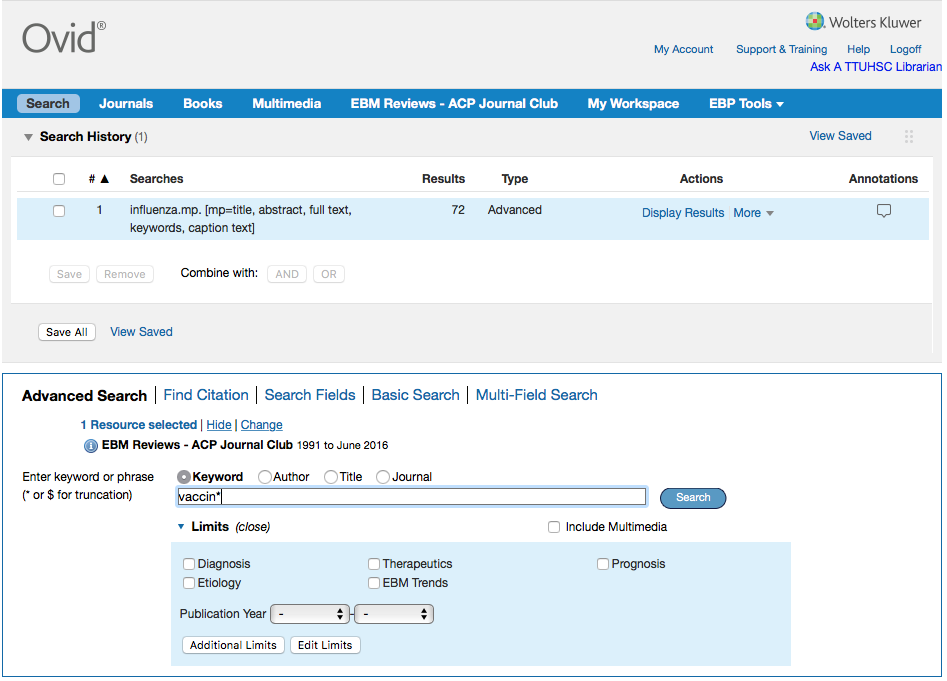 Ovid®
Wolters Kluwer
My Account Support & Training Help Logoff
Ask A TTUHSC Librarian
Search Journals Books Multimedia EBM Reviews - ACP Journal Club My Workspace EBP Tools
Search History (1) View Saved
# ▲ Searches Results Type Actions Annotations
1 influenza.mp. [mp=title, abstract, full text, 72 Advanced Display Results More
keywords, caption text]
Save Remove Combine with: AND OR
Save All View Saved
Advanced Search | Find Citation | Search Fields | Basic Search | Multi-Field Search
1 Resource selected | Hide | Change
EBM Reviews - ACP Journal Club 1991 to June 2016
Enter keyword or phrase Keyword Author Title Journal
(* or $ for truncation)
vaccin* Search
Limits (close) Include Multimedia
Diagnosis Therapeutics Prognosis
Etiology EBM Trends
Publication Year - - -
Additional Limits Edit Limits